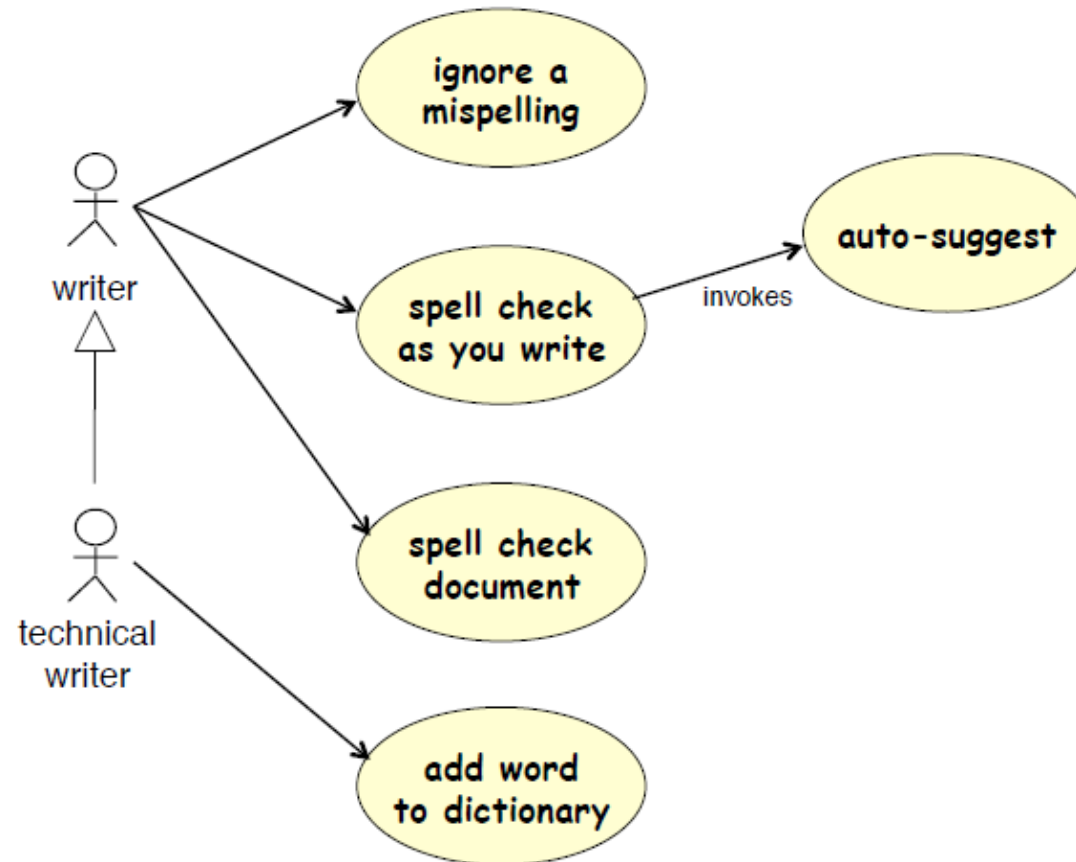 ignore a
mispelling
writer
spell check
as you write
invokes
auto-suggest
technical
writer
spell check
document
add word
to dictionary